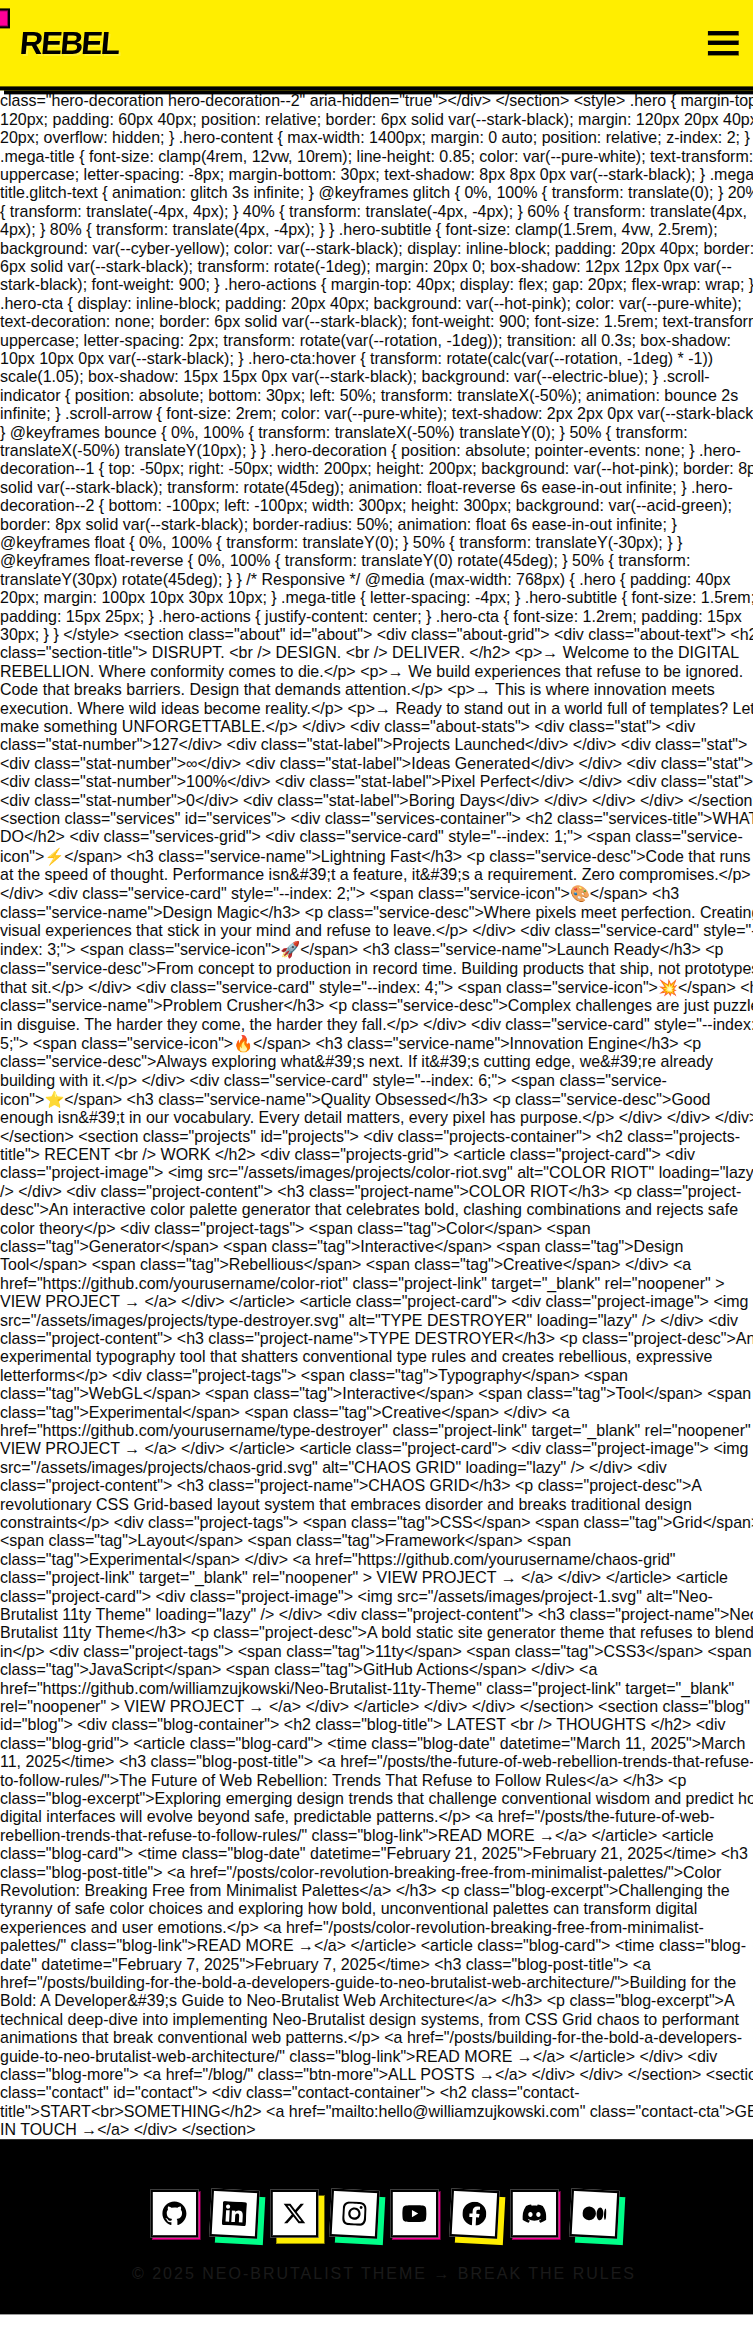 REBEL
class="hero-decoration hero-decoration--2" aria-hidden="true"></div> </section> <style> .hero { margin-top:
120px; padding: 60px 40px; position: relative; border: 6px solid var(--stark-black); margin: 120px 20px 40px
20px; overflow: hidden; } .hero-content { max-width: 1400px; margin: 0 auto; position: relative; z-index: 2; }
.mega-title { font-size: clamp(4rem, 12vw, 10rem); line-height: 0.85; color: var(--pure-white); text-transform:
uppercase; letter-spacing: -8px; margin-bottom: 30px; text-shadow: 8px 8px 0px var(--stark-black); } .mega-
title.glitch-text { animation: glitch 3s infinite; } @keyframes glitch { 0%, 100% { transform: translate(0); } 20%
{ transform: translate(-4px, 4px); } 40% { transform: translate(-4px, -4px); } 60% { transform: translate(4px,
4px); } 80% { transform: translate(4px, -4px); } } .hero-subtitle { font-size: clamp(1.5rem, 4vw, 2.5rem);
background: var(--cyber-yellow); color: var(--stark-black); display: inline-block; padding: 20px 40px; border:
6px solid var(--stark-black); transform: rotate(-1deg); margin: 20px 0; box-shadow: 12px 12px 0px var(--
stark-black); font-weight: 900; } .hero-actions { margin-top: 40px; display: flex; gap: 20px; flex-wrap: wrap; }
.hero-cta { display: inline-block; padding: 20px 40px; background: var(--hot-pink); color: var(--pure-white);
text-decoration: none; border: 6px solid var(--stark-black); font-weight: 900; font-size: 1.5rem; text-transform:
uppercase; letter-spacing: 2px; transform: rotate(var(--rotation, -1deg)); transition: all 0.3s; box-shadow:
10px 10px 0px var(--stark-black); } .hero-cta:hover { transform: rotate(calc(var(--rotation, -1deg) * -1))
scale(1.05); box-shadow: 15px 15px 0px var(--stark-black); background: var(--electric-blue); } .scroll-
indicator { position: absolute; bottom: 30px; left: 50%; transform: translateX(-50%); animation: bounce 2s
infinite; } .scroll-arrow { font-size: 2rem; color: var(--pure-white); text-shadow: 2px 2px 0px var(--stark-black);
} @keyframes bounce { 0%, 100% { transform: translateX(-50%) translateY(0); } 50% { transform:
translateX(-50%) translateY(10px); } } .hero-decoration { position: absolute; pointer-events: none; } .hero-
decoration--1 { top: -50px; right: -50px; width: 200px; height: 200px; background: var(--hot-pink); border: 8px
solid var(--stark-black); transform: rotate(45deg); animation: float-reverse 6s ease-in-out infinite; } .hero-
decoration--2 { bottom: -100px; left: -100px; width: 300px; height: 300px; background: var(--acid-green);
border: 8px solid var(--stark-black); border-radius: 50%; animation: float 6s ease-in-out infinite; }
@keyframes float { 0%, 100% { transform: translateY(0); } 50% { transform: translateY(-30px); } }
@keyframes float-reverse { 0%, 100% { transform: translateY(0) rotate(45deg); } 50% { transform:
translateY(30px) rotate(45deg); } } /* Responsive */ @media (max-width: 768px) { .hero { padding: 40px
20px; margin: 100px 10px 30px 10px; } .mega-title { letter-spacing: -4px; } .hero-subtitle { font-size: 1.5rem;
padding: 15px 25px; } .hero-actions { justify-content: center; } .hero-cta { font-size: 1.2rem; padding: 15px
30px; } } </style> <section class="about" id="about"> <div class="about-grid"> <div class="about-text"> <h2
class="section-title"> DISRUPT. <br /> DESIGN. <br /> DELIVER. </h2> <p>→ Welcome to the DIGITAL
REBELLION. Where conformity comes to die.</p> <p>→ We build experiences that refuse to be ignored.
Code that breaks barriers. Design that demands attention.</p> <p>→ This is where innovation meets
execution. Where wild ideas become reality.</p> <p>→ Ready to stand out in a world full of templates? Let
make something UNFORGETTABLE.</p> </div> <div class="about-stats"> <div class="stat"> <div
class="stat-number">127</div> <div class="stat-label">Projects Launched</div> </div> <div class="stat">
<div class="stat-number">∞</div> <div class="stat-label">Ideas Generated</div> </div> <div class="stat">
<div class="stat-number">100%</div> <div class="stat-label">Pixel Perfect</div> </div> <div class="stat">
<div class="stat-number">0</div> <div class="stat-label">Boring Days</div> </div> </div> </div> </section
<section class="services" id="services"> <div class="services-container"> <h2 class="services-title">WHAT
DO</h2> <div class="services-grid"> <div class="service-card" style="--index: 1;"> <span class="service-
icon">⚡</span> <h3 class="service-name">Lightning Fast</h3> <p class="service-desc">Code that runs
at the speed of thought. Performance isn&#39;t a feature, it&#39;s a requirement. Zero compromises.</p>
</div> <div class="service-card" style="--index: 2;"> <span class="service-icon">🎨</span> <h3
class="service-name">Design Magic</h3> <p class="service-desc">Where pixels meet perfection. Creating
visual experiences that stick in your mind and refuse to leave.</p> </div> <div class="service-card" style="-
index: 3;"> <span class="service-icon">🚀</span> <h3 class="service-name">Launch Ready</h3> <p
class="service-desc">From concept to production in record time. Building products that ship, not prototypes
that sit.</p> </div> <div class="service-card" style="--index: 4;"> <span class="service-icon">💥</span> <h
class="service-name">Problem Crusher</h3> <p class="service-desc">Complex challenges are just puzzle
in disguise. The harder they come, the harder they fall.</p> </div> <div class="service-card" style="--index:
5;"> <span class="service-icon">🔥</span> <h3 class="service-name">Innovation Engine</h3> <p
class="service-desc">Always exploring what&#39;s next. If it&#39;s cutting edge, we&#39;re already
building with it.</p> </div> <div class="service-card" style="--index: 6;"> <span class="service-
icon">⭐</span> <h3 class="service-name">Quality Obsessed</h3> <p class="service-desc">Good
enough isn&#39;t in our vocabulary. Every detail matters, every pixel has purpose.</p> </div> </div> </div>
</section> <section class="projects" id="projects"> <div class="projects-container"> <h2 class="projects-
title"> RECENT <br /> WORK </h2> <div class="projects-grid"> <article class="project-card"> <div
class="project-image"> <img src="/assets/images/projects/color-riot.svg" alt="COLOR RIOT" loading="lazy
/> </div> <div class="project-content"> <h3 class="project-name">COLOR RIOT</h3> <p class="project-
desc">An interactive color palette generator that celebrates bold, clashing combinations and rejects safe
color theory</p> <div class="project-tags"> <span class="tag">Color</span> <span
class="tag">Generator</span> <span class="tag">Interactive</span> <span class="tag">Design
Tool</span> <span class="tag">Rebellious</span> <span class="tag">Creative</span> </div> <a
href="https://github.com/yourusername/color-riot" class="project-link" target="_blank" rel="noopener" >
VIEW PROJECT → </a> </div> </article> <article class="project-card"> <div class="project-image"> <img
src="/assets/images/projects/type-destroyer.svg" alt="TYPE DESTROYER" loading="lazy" /> </div> <div
class="project-content"> <h3 class="project-name">TYPE DESTROYER</h3> <p class="project-desc">An
experimental typography tool that shatters conventional type rules and creates rebellious, expressive
letterforms</p> <div class="project-tags"> <span class="tag">Typography</span> <span
class="tag">WebGL</span> <span class="tag">Interactive</span> <span class="tag">Tool</span> <span
class="tag">Experimental</span> <span class="tag">Creative</span> </div> <a
href="https://github.com/yourusername/type-destroyer" class="project-link" target="_blank" rel="noopener"
VIEW PROJECT → </a> </div> </article> <article class="project-card"> <div class="project-image"> <img
src="/assets/images/projects/chaos-grid.svg" alt="CHAOS GRID" loading="lazy" /> </div> <div
class="project-content"> <h3 class="project-name">CHAOS GRID</h3> <p class="project-desc">A
revolutionary CSS Grid-based layout system that embraces disorder and breaks traditional design
constraints</p> <div class="project-tags"> <span class="tag">CSS</span> <span class="tag">Grid</span>
<span class="tag">Layout</span> <span class="tag">Framework</span> <span
class="tag">Experimental</span> </div> <a href="https://github.com/yourusername/chaos-grid"
class="project-link" target="_blank" rel="noopener" > VIEW PROJECT → </a> </div> </article> <article
class="project-card"> <div class="project-image"> <img src="/assets/images/project-1.svg" alt="Neo-
Brutalist 11ty Theme" loading="lazy" /> </div> <div class="project-content"> <h3 class="project-name">Neo
Brutalist 11ty Theme</h3> <p class="project-desc">A bold static site generator theme that refuses to blend
in</p> <div class="project-tags"> <span class="tag">11ty</span> <span class="tag">CSS3</span> <span
class="tag">JavaScript</span> <span class="tag">GitHub Actions</span> </div> <a
href="https://github.com/williamzujkowski/Neo-Brutalist-11ty-Theme" class="project-link" target="_blank"
rel="noopener" > VIEW PROJECT → </a> </div> </article> </div> </div> </section> <section class="blog"
id="blog"> <div class="blog-container"> <h2 class="blog-title"> LATEST <br /> THOUGHTS </h2> <div
class="blog-grid"> <article class="blog-card"> <time class="blog-date" datetime="March 11, 2025">March
11, 2025</time> <h3 class="blog-post-title"> <a href="/posts/the-future-of-web-rebellion-trends-that-refuse-
to-follow-rules/">The Future of Web Rebellion: Trends That Refuse to Follow Rules</a> </h3> <p
class="blog-excerpt">Exploring emerging design trends that challenge conventional wisdom and predict ho
digital interfaces will evolve beyond safe, predictable patterns.</p> <a href="/posts/the-future-of-web-
rebellion-trends-that-refuse-to-follow-rules/" class="blog-link">READ MORE →</a> </article> <article
class="blog-card"> <time class="blog-date" datetime="February 21, 2025">February 21, 2025</time> <h3
class="blog-post-title"> <a href="/posts/color-revolution-breaking-free-from-minimalist-palettes/">Color
Revolution: Breaking Free from Minimalist Palettes</a> </h3> <p class="blog-excerpt">Challenging the
tyranny of safe color choices and exploring how bold, unconventional palettes can transform digital
experiences and user emotions.</p> <a href="/posts/color-revolution-breaking-free-from-minimalist-
palettes/" class="blog-link">READ MORE →</a> </article> <article class="blog-card"> <time class="blog-
date" datetime="February 7, 2025">February 7, 2025</time> <h3 class="blog-post-title"> <a
href="/posts/building-for-the-bold-a-developers-guide-to-neo-brutalist-web-architecture/">Building for the
Bold: A Developer&#39;s Guide to Neo-Brutalist Web Architecture</a> </h3> <p class="blog-excerpt">A
technical deep-dive into implementing Neo-Brutalist design systems, from CSS Grid chaos to performant
animations that break conventional web patterns.</p> <a href="/posts/building-for-the-bold-a-developers-
guide-to-neo-brutalist-web-architecture/" class="blog-link">READ MORE →</a> </article> </div> <div
class="blog-more"> <a href="/blog/" class="btn-more">ALL POSTS →</a> </div> </div> </section> <sectio
class="contact" id="contact"> <div class="contact-container"> <h2 class="contact-
title">START<br>SOMETHING</h2> <a href="mailto:hello@williamzujkowski.com" class="contact-cta">GE
IN TOUCH →</a> </div> </section>
© 2025 NEO-BRUTALIST THEME → BREAK THE RULES